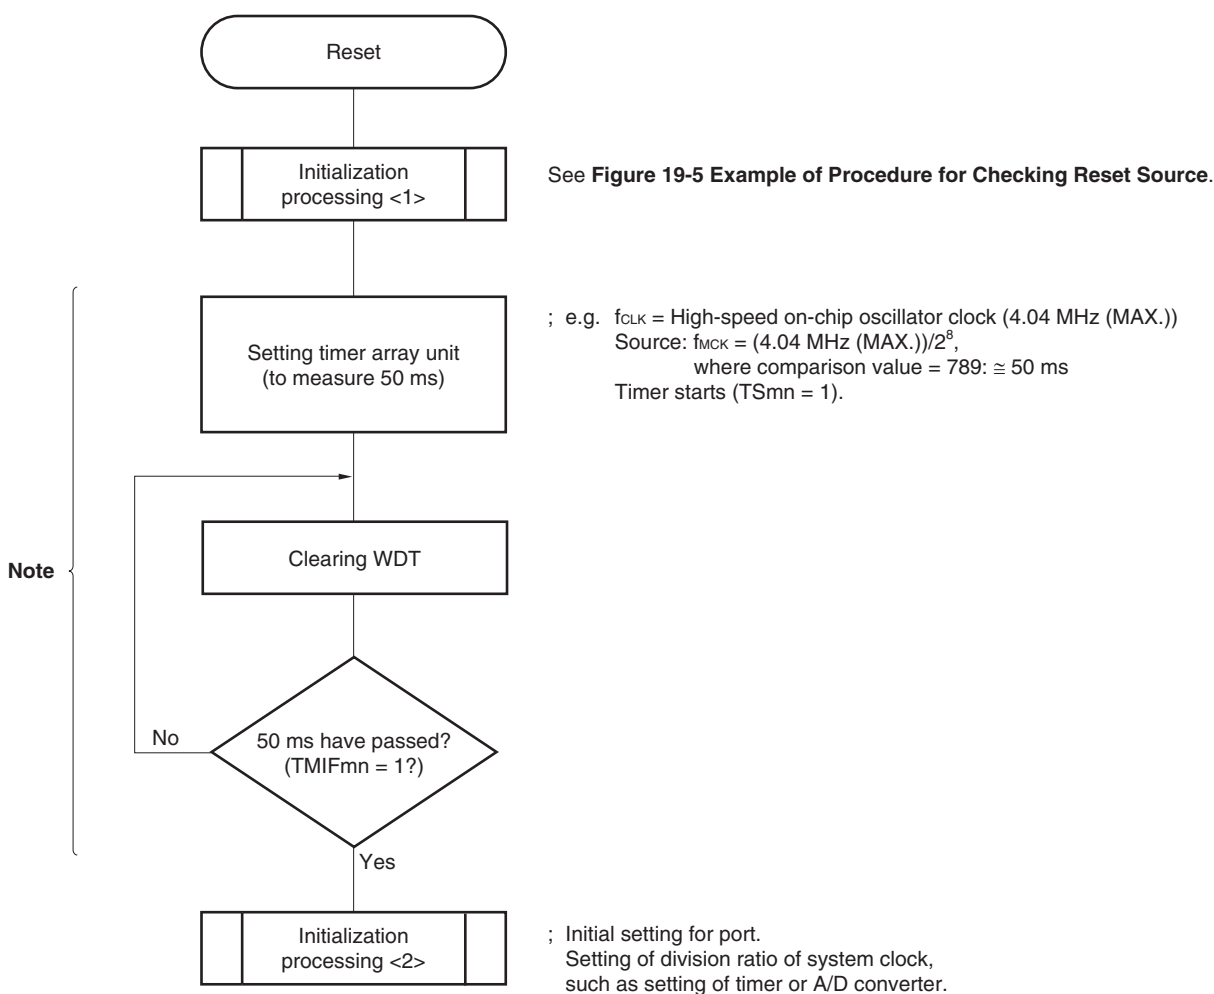 Reset
Initialization
processing <1>
See Figure 19-5 Example of Procedure for Checking Reset Source.
Setting timer array unit
(to measure 50 ms)
; e.g. fCLK = High-speed on-chip oscillator clock (4.04 MHz (MAX.))
Source: fMCK = (4.04 MHz (MAX.))/2⁸,
where comparison value = 789: ≅ 50 ms
Timer starts (TSmn = 1).
Note
Clearing WDT
No
50 ms have passed?
(TMIFmn = 1?)
Yes
Initialization
processing <2>
; Initial setting for port.
Setting of division ratio of system clock,
such as setting of timer or A/D converter.